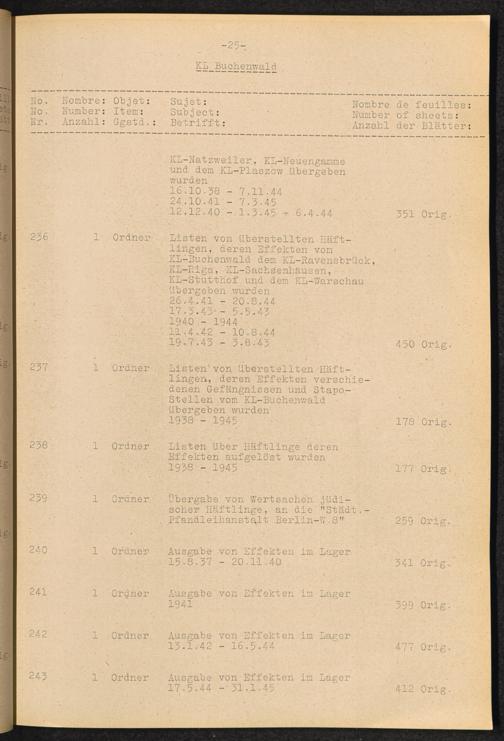 -25-
KL Buchenwald
No. Nombre: Objet: Sujet: Nombre de feuilles:
No. Number: Item: Subject: Number of sheets:
Nr. Anzahl: Ggstd.: Betrifft: Anzahl der Blätter:
KL-Natzweiler, KL-Neuengamme
und dem KL-Plaszow übergeben
wurden
16.10.38 - 7.11.44
24.10.41 - 7.3.45
12.12.40 - 1.3.45 + 6.4.44 351 Orig.
236 1 Ordner Listen von überstellten Häft-
lingen, deren Effekten vom
KL-Buchenwald dem KL-Ravensbrück,
KL-Riga, KL-Sachsenhausen,
KL-Stutthof und dem KL-Warschau
übergeben wurden
26.4.41 - 20.8.44
17.3.43 - 5.5.43
1940 - 1944
11.4.42 - 10.8.44
19.7.43 - 3.8.43 450 Orig.
237 1 Ordner Listen von überstellten Häft-
lingen, deren Effekten verschie-
denen Gefängnissen und Stapo-
Stellen vom KL-Buchenwald
übergeben wurden
1938 - 1945 178 Orig.
238 1 Ordner Listen über Häftlinge deren
Effekten aufgelöst wurden
1938 - 1945 177 Orig.
239 1 Ordner Übergabe von Wertsachen jüdi-
scher Häftlinge, an die "Städt.-
Pfandleihanstalt Berlin-W.8" 259 Orig.
240 1 Ordner Ausgabe von Effekten im Lager
15.8.37 - 20.11.40 341 Orig.
241 1 Ordner Ausgabe von Effekten im Lager
1941 399 Orig.
242 1 Ordner Ausgabe von Effekten im Lager
13.1.42 - 16.5.44 477 Orig.
243 1 Ordner Ausgabe von Effekten im Lager
17.5.44 - 31.1.45 412 Orig.